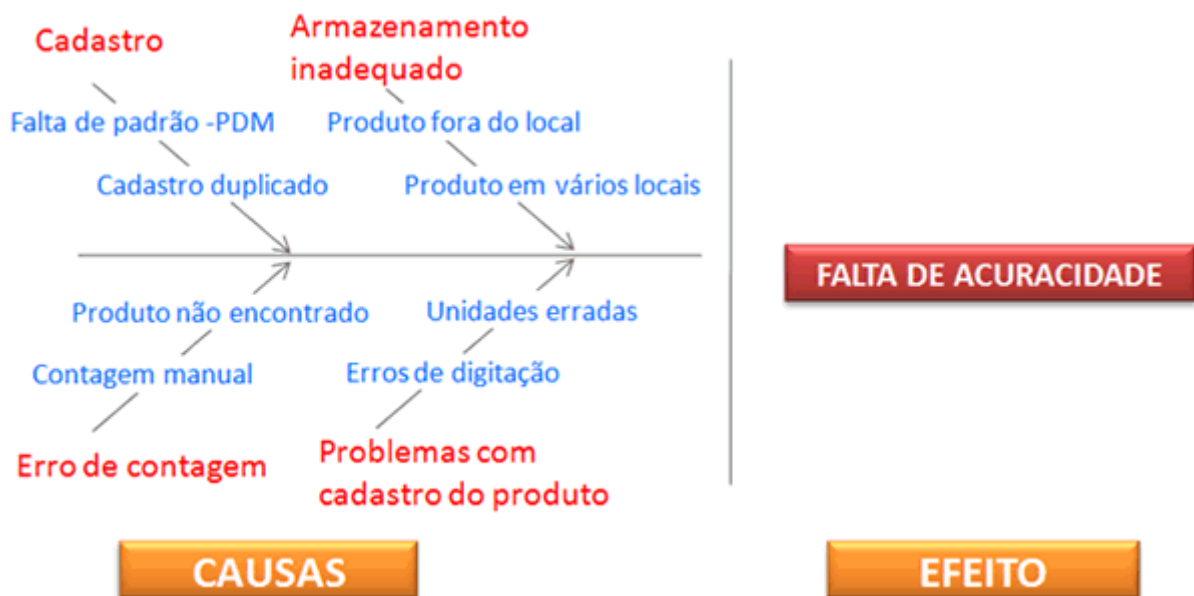 Cadastro
Armazenamento
inadequado
Falta de padrão -PDM
Produto fora do local
Cadastro duplicado
Produto em vários locais
FALTA DE ACURACIDADE
Produto não encontrado
Unidades erradas
Contagem manual
Erros de digitação
Erro de contagem
Problemas com
cadastro do produto
CAUSAS
EFEITO